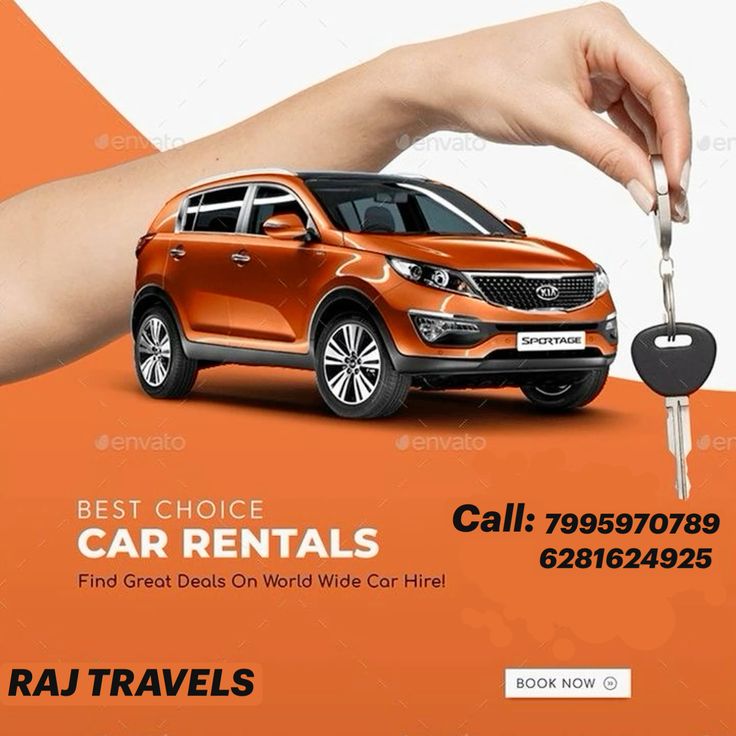 envato
envato
envato
KIA
SPORTAGE
envato
envato
envato
BEST CHOICE
CAR RENTALS
Find Great Deals On World Wide Car Hire!
Call: 7995970789
6281624925
RAJ TRAVELS
BOOK NOW